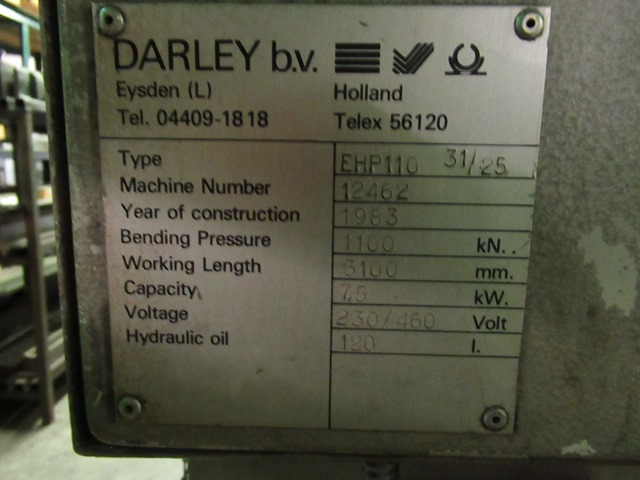 DARLEY b.v.
Eysden (L) Holland
Tel. 04409-1818 Telex 56120
Type EHP110 31/25
Machine Number 12462
Year of construction 1983
Bending Pressure 1100 kN..
Working Length 3100 mm.
Capacity 7,5 kW.
Voltage 230/460 Volt
Hydraulic oil 120 l.